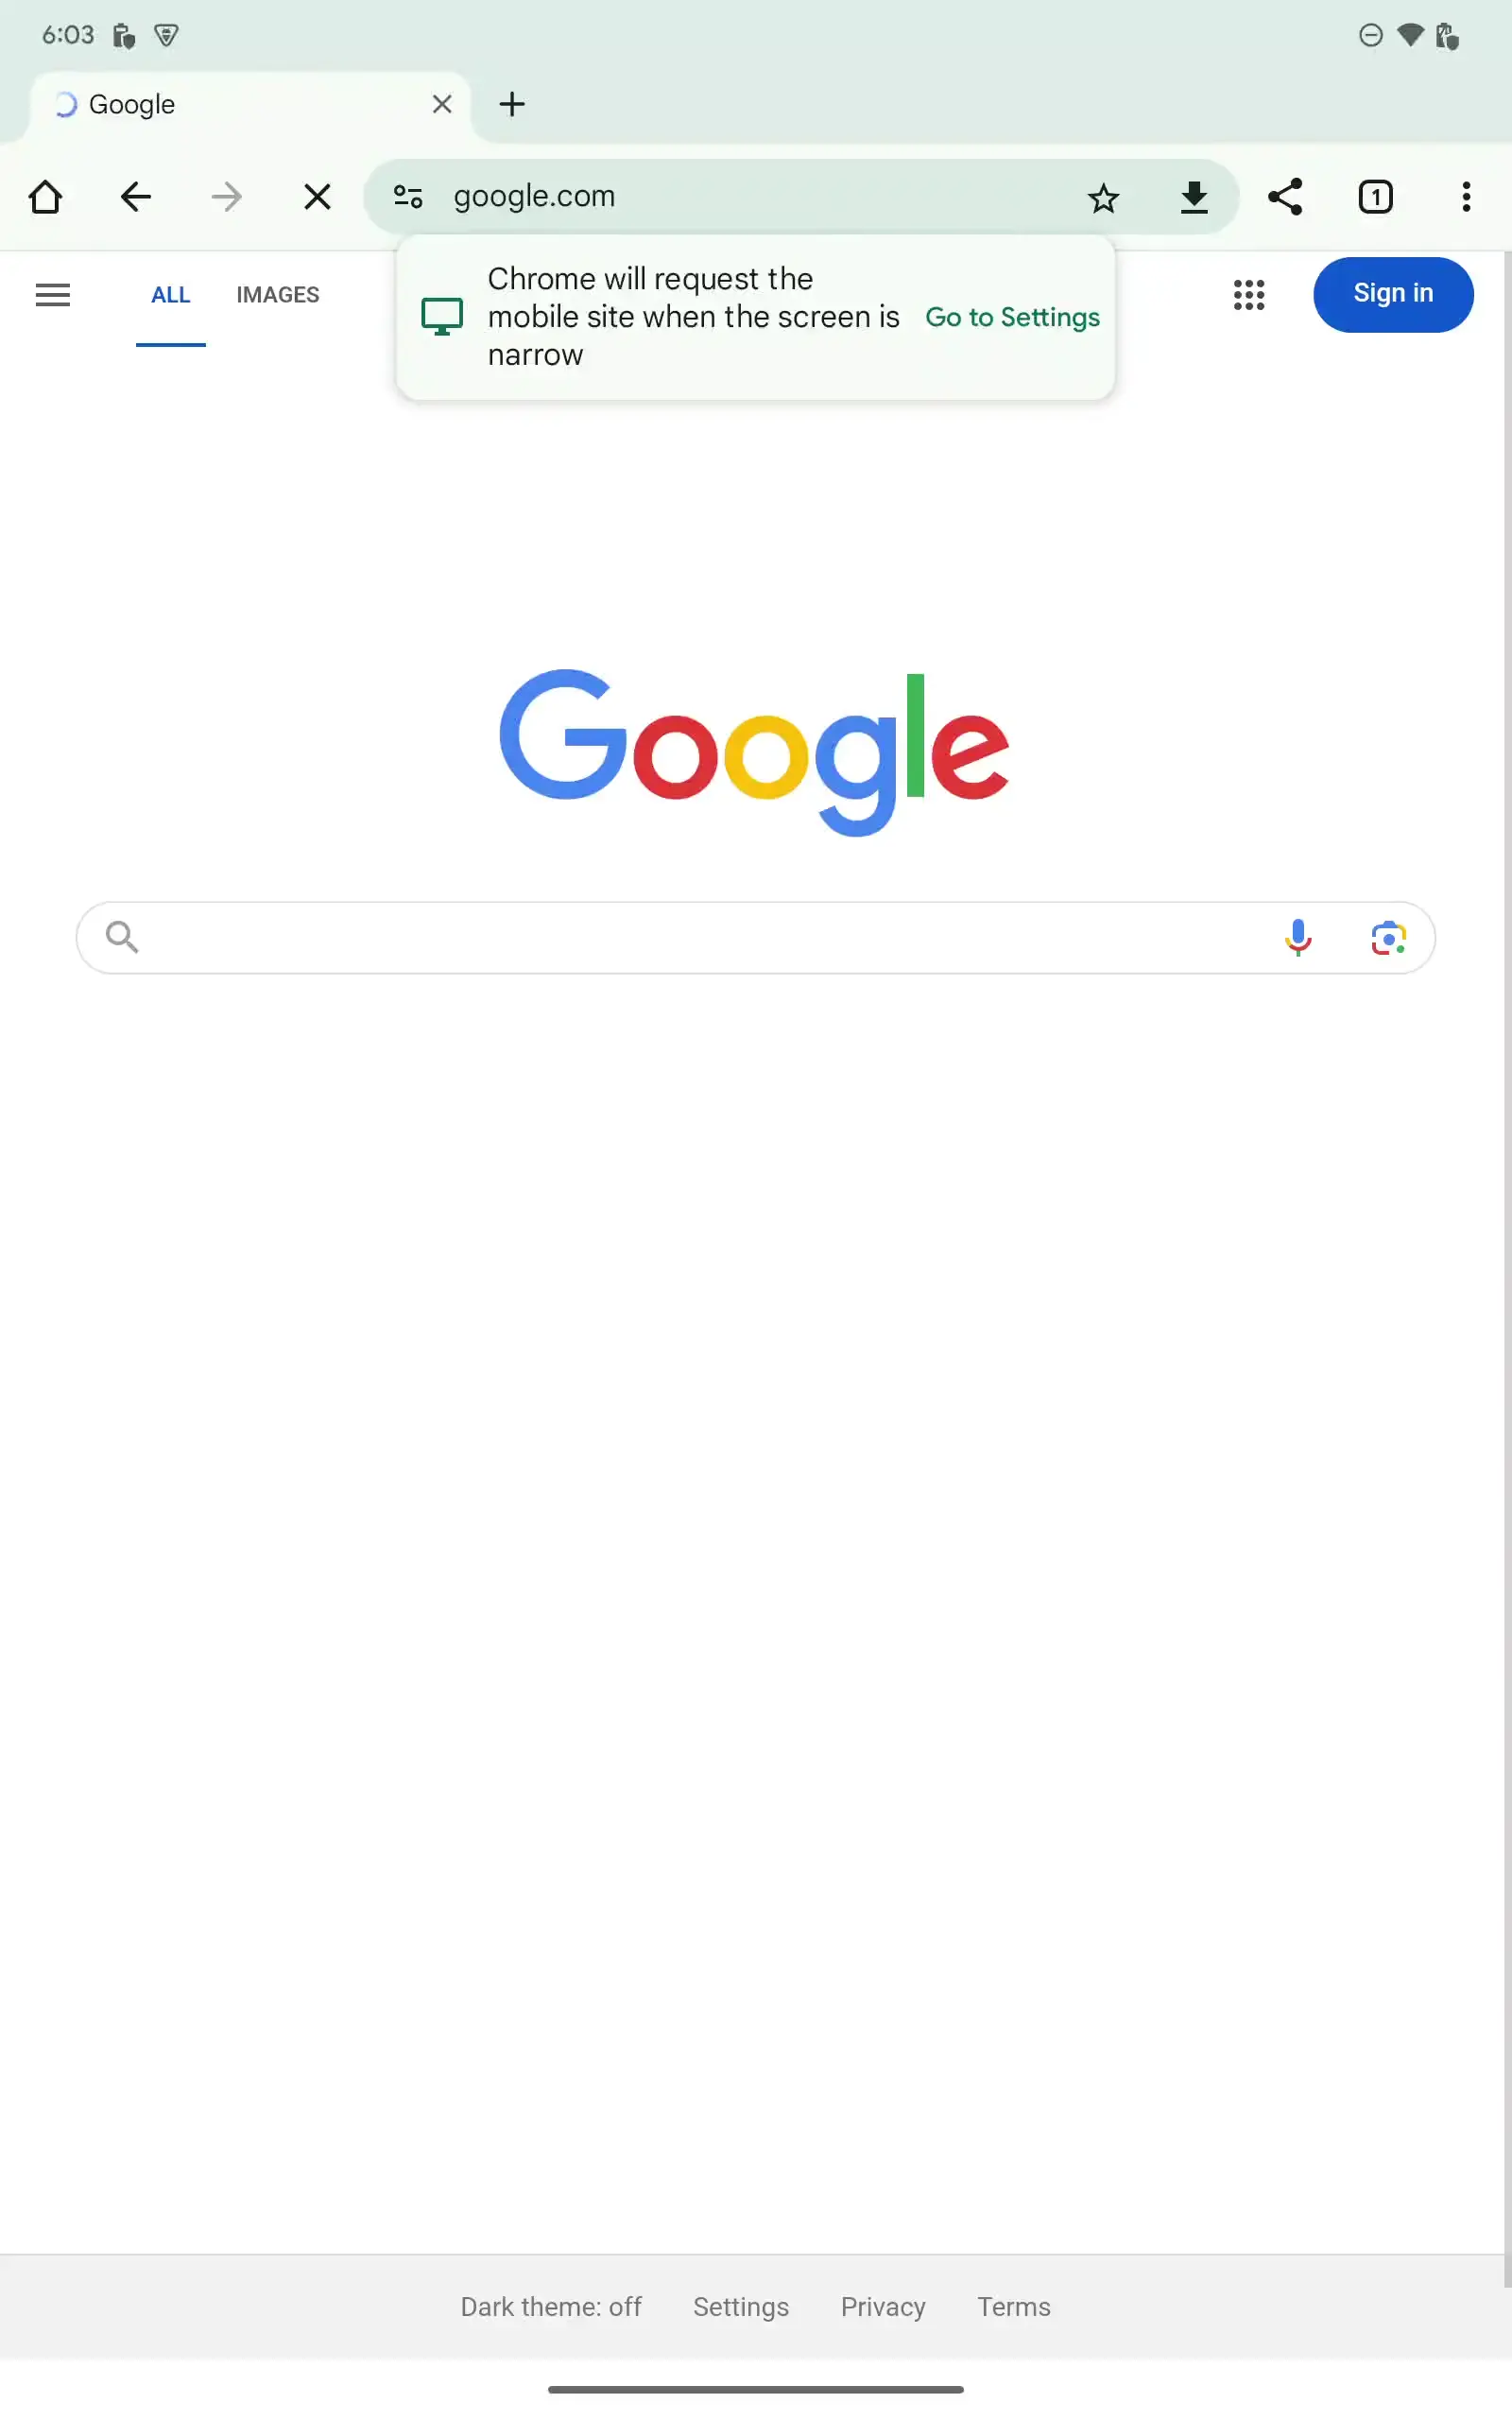 6:03
Google
google.com
1
ALL IMAGES
Chrome will request the
mobile site when the screen is
narrow
Go to Settings
Sign in
Google
Dark theme: off Settings Privacy Terms